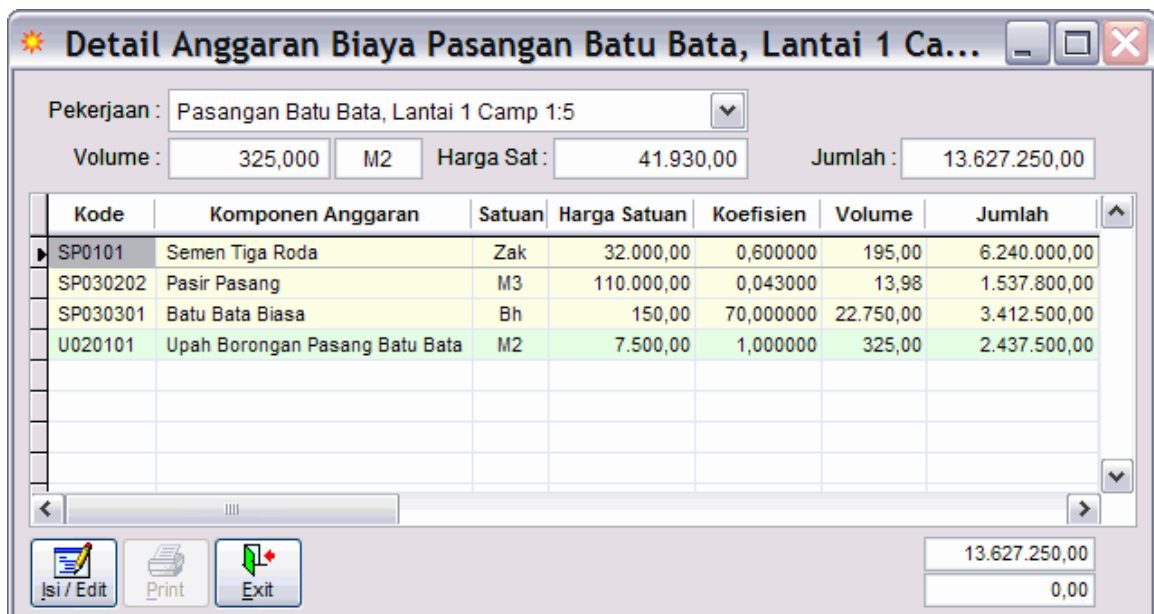 Detail Anggaran Biaya Pasangan Batu Bata, Lantai 1 Ca...
Pekerjaan : Pasangan Batu Bata, Lantai 1 Camp 1:5
Volume : 325,000 M2 Harga Sat : 41.930,00 Jumlah : 13.627.250,00
Kode Komponen Anggaran Satuan Harga Satuan Koefisien Volume Jumlah
SP0101 Semen Tiga Roda Zak 32.000,00 0,600000 195,00 6.240.000,00
SP030202 Pasir Pasang M3 110.000,00 0,043000 13,98 1.537.800,00
SP030301 Batu Bata Biasa Bh 150,00 70,000000 22.750,00 3.412.500,00
U020101 Upah Borongan Pasang Batu Bata M2 7.500,00 1,000000 325,00 2.437.500,00
13.627.250,00
Isi / Edit Print Exit 0,00